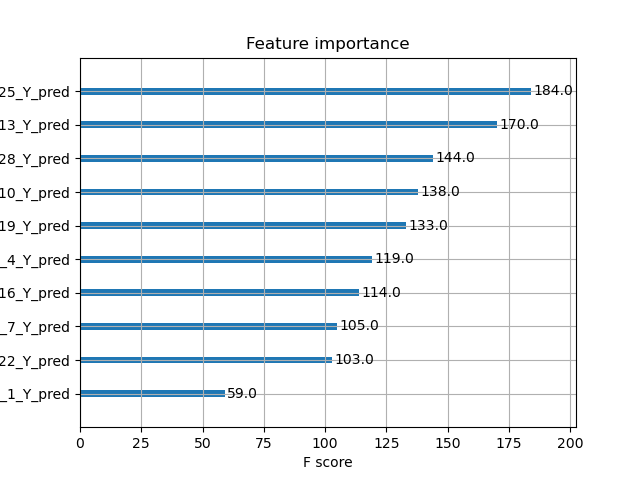 Feature importance
25_Y_pred 184.0
13_Y_pred 170.0
28_Y_pred 144.0
10_Y_pred 138.0
19_Y_pred 133.0
_4_Y_pred 119.0
16_Y_pred 114.0
_7_Y_pred 105.0
22_Y_pred 103.0
_1_Y_pred 59.0
0 25 50 75 100 125 150 175 200
F score